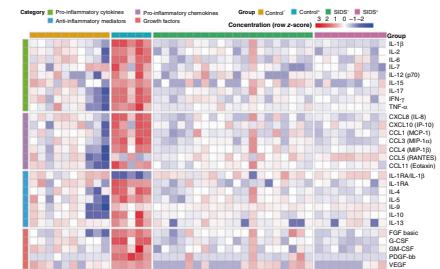 Category Pro-inflammatory cytokines Pro-inflammatory chemokines Group Control⁻ Control⁺ SIDS⁻ SIDS⁺
Anti-inflammatory mediators Growth factors
Concentration (row z-score)
3 2 1 0 −1 −2
Group
IL-1β
IL-2
IL-6
IL-7
IL-12 (p70)
IL-15
IL-17
IFN-γ
TNF-α
CXCL8 (IL-8)
CXCL10 (IP-10)
CCL1 (MCP-1)
CCL3 (MIP-1α)
CCL4 (MIP-1β)
CCL5 (RANTES)
CCL11 (Eotaxin)
IL-1RA/IL-1β
IL-1RA
IL-4
IL-5
IL-9
IL-10
IL-13
FGF basic
G-CSF
GM-CSF
PDGF-bb
VEGF